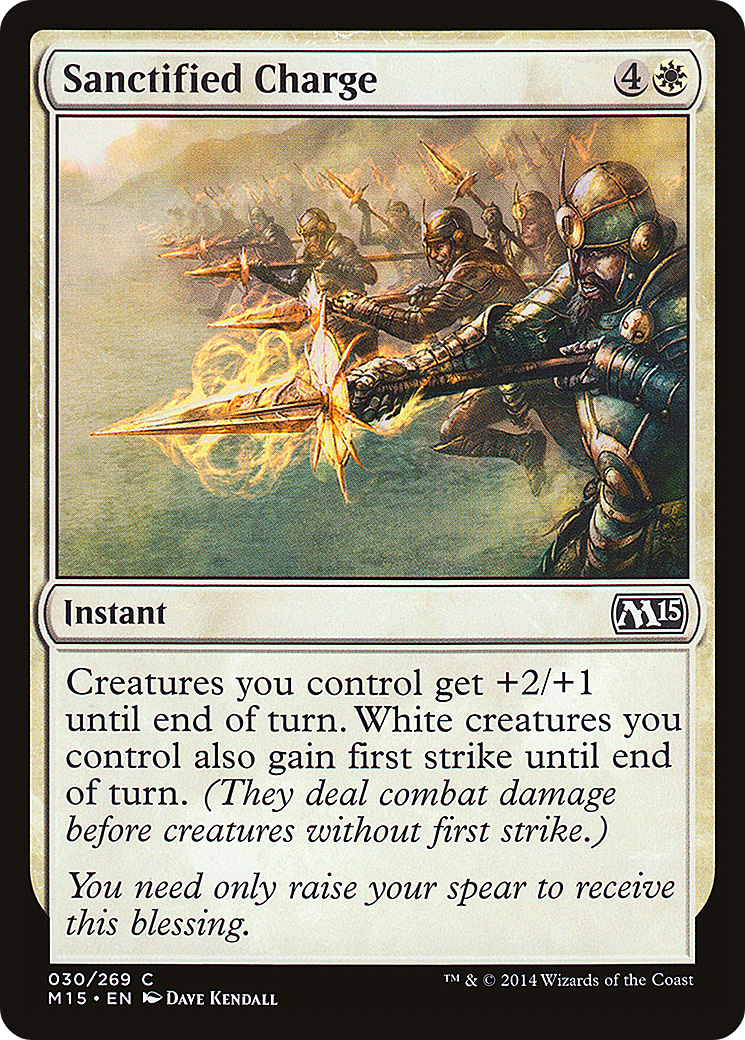 Sanctified Charge 4
Instant M15
Creatures you control get +2/+1
until end of turn. White creatures you
control also gain first strike until end
of turn. (They deal combat damage
before creatures without first strike.)
You need only raise your spear to receive
this blessing.
030/269 C ™ & © 2014 Wizards of the Coast
M15 • EN Dave Kendall